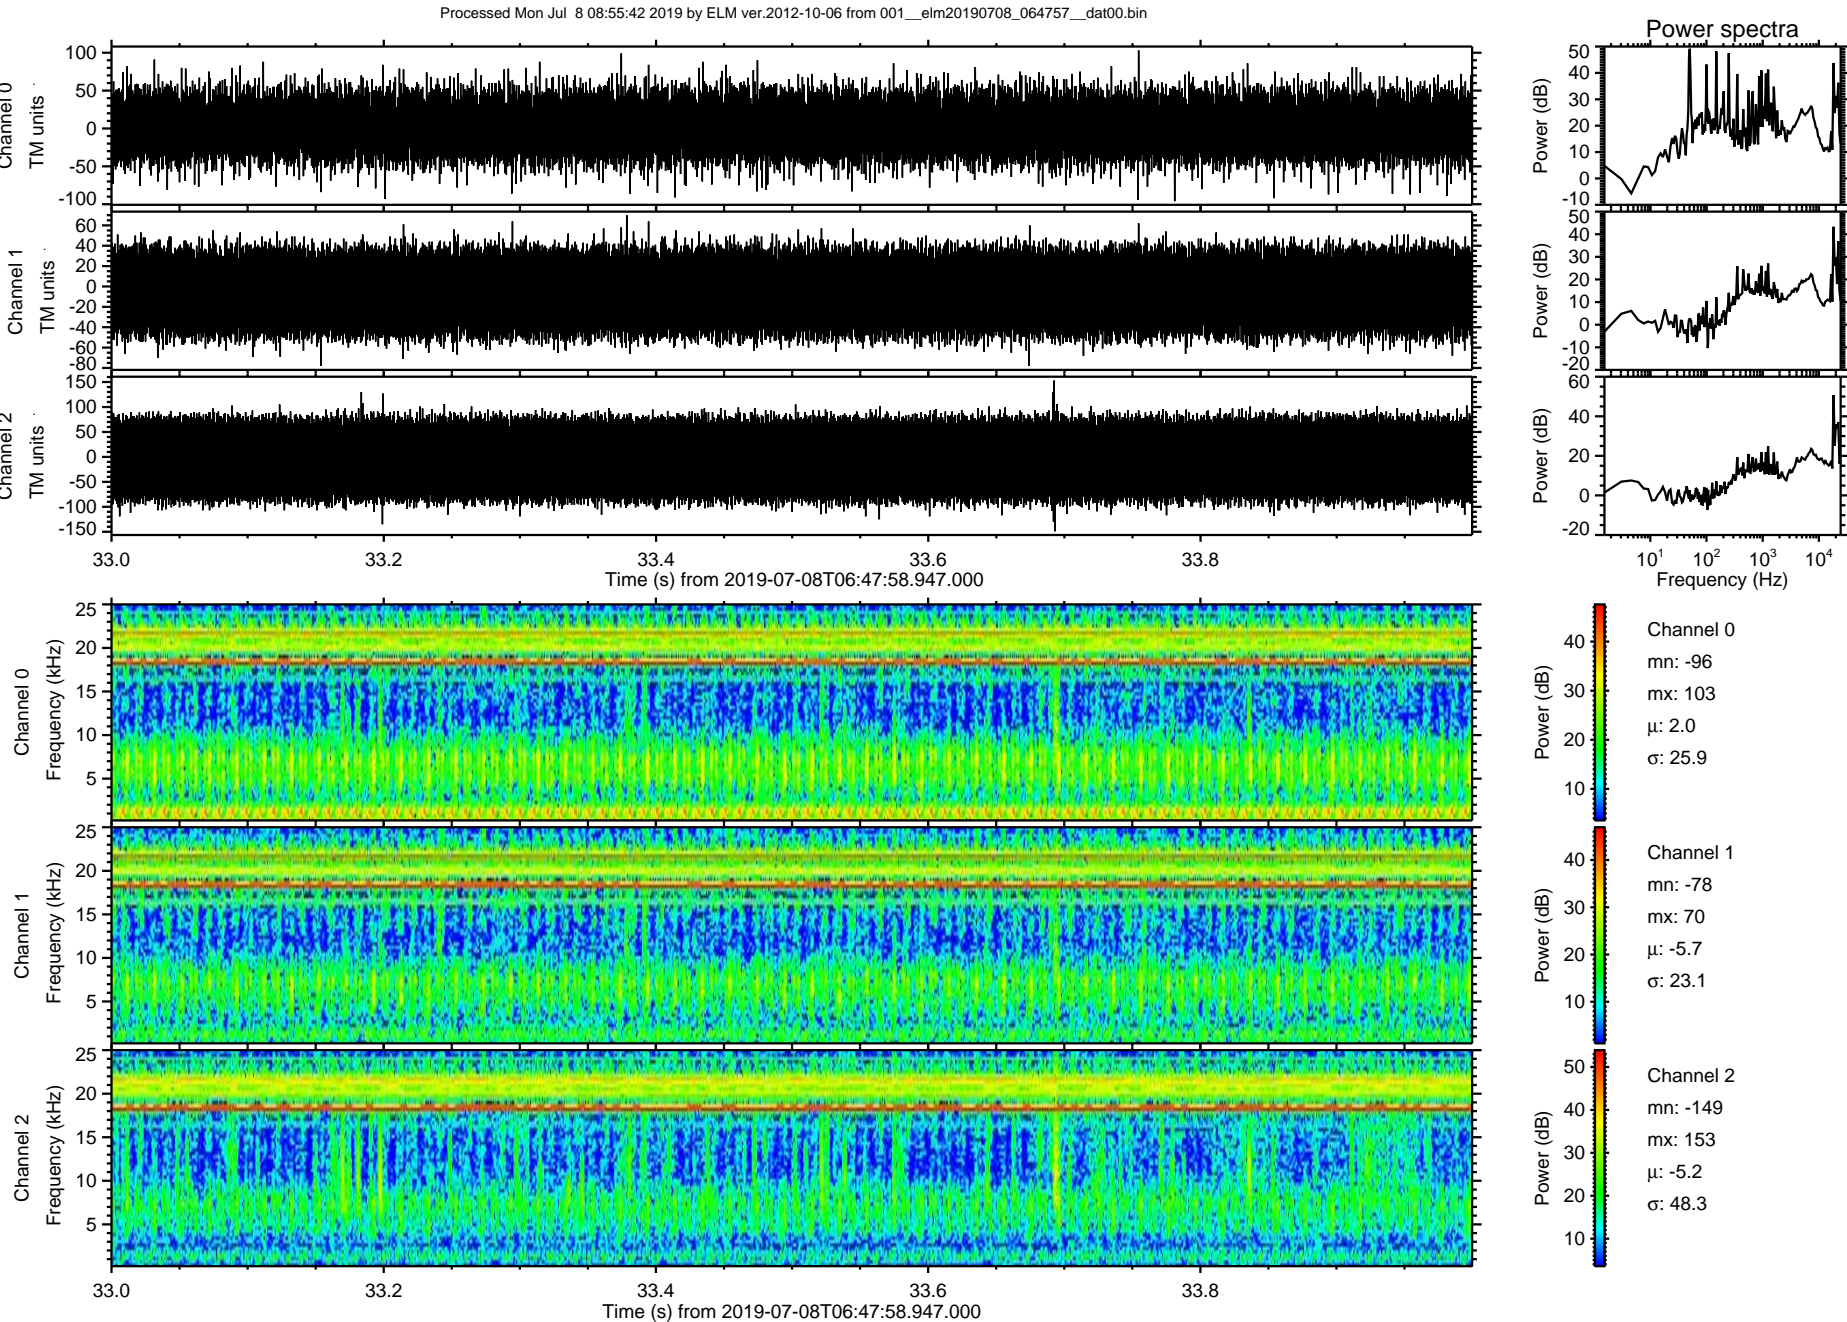 Processed Mon Jul  8 08:55:42 2019 by ELM ver.2012-10-06 from 001__elm20190708_064757__dat00.bin
Power spectra
Channel 0
TM units
100
50
0
-50
-100
Power (dB)
50
40
30
20
10
0
-10
Channel 1
TM units
60
40
20
0
-20
-40
-60
-80
Power (dB)
50
40
30
20
10
0
-10
-20
Channel 2
TM units
150
100
50
0
-50
-100
-150
Power (dB)
60
40
20
0
-20
33.0 33.2 33.4 33.6 33.8
Time (s) from 2019-07-08T06:47:58.947.000
10^1 10^2 10^3 10^4
Frequency (Hz)
Channel 0
Frequency (kHz)
25
20
15
10
5
Power (dB)
40
30
20
10
Channel 0
mn: -96
mx: 103
μ: 2.0
σ: 25.9
Channel 1
Frequency (kHz)
25
20
15
10
5
Power (dB)
40
30
20
10
Channel 1
mn: -78
mx: 70
μ: -5.7
σ: 23.1
Channel 2
Frequency (kHz)
25
20
15
10
5
Power (dB)
50
40
30
20
10
Channel 2
mn: -149
mx: 153
μ: -5.2
σ: 48.3
33.0 33.2 33.4 33.6 33.8
Time (s) from 2019-07-08T06:47:58.947.000